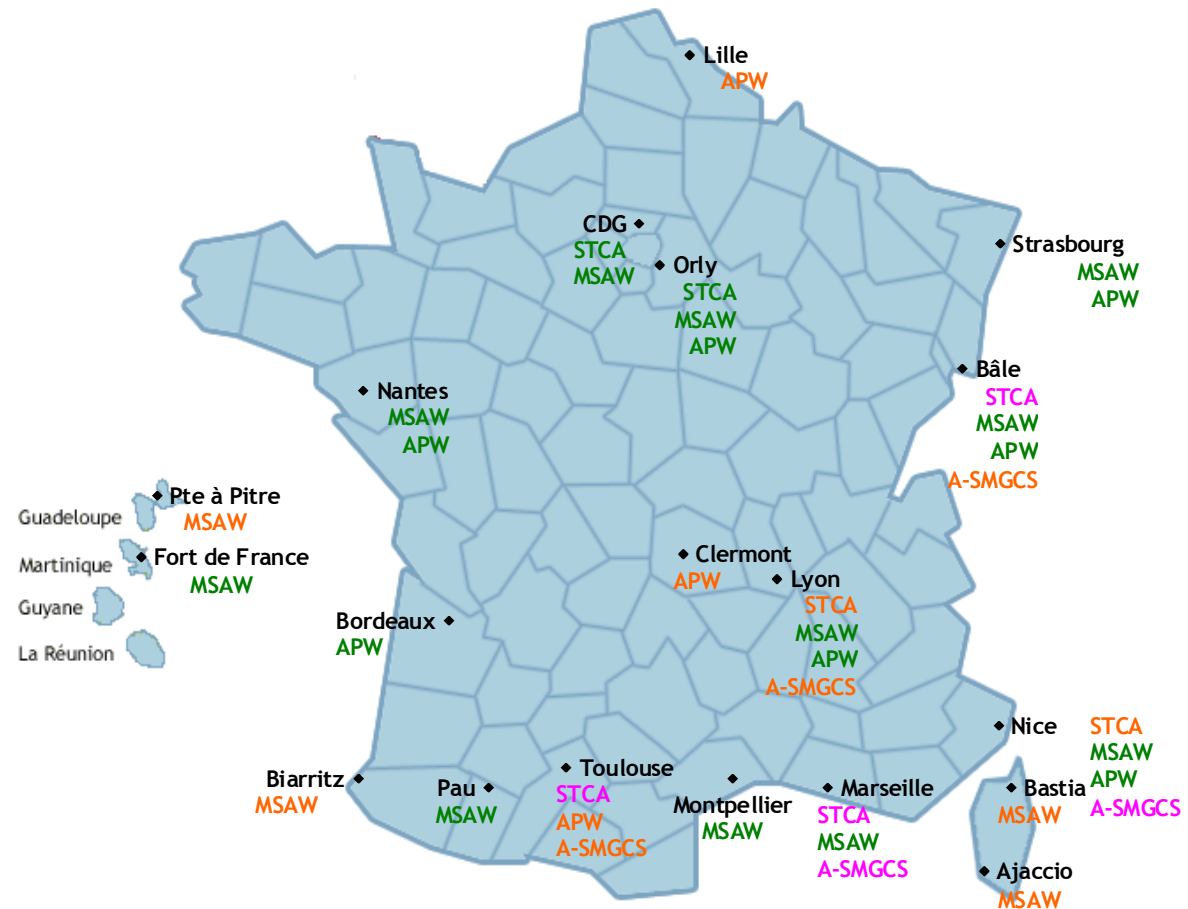 Lille
APW
CDG
STCA
MSAW
Orly
STCA
MSAW
APW
Strasbourg
MSAW
APW
Bâle
STCA
MSAW
APW
A-SMGCS
Nantes
MSAW
APW
Pte à Pitre
Guadeloupe
MSAW
Fort de France
Martinique
MSAW
Guyane
La Réunion
Clermont
APW
Lyon
STCA
MSAW
APW
A-SMGCS
Bordeaux
APW
Nice
STCA
MSAW
APW
A-SMGCS
Biarritz
MSAW
Pau
MSAW
Toulouse
STCA
APW
A-SMGCS
Montpellier
MSAW
Marseille
STCA
MSAW
A-SMGCS
Bastia
MSAW
Ajaccio
MSAW